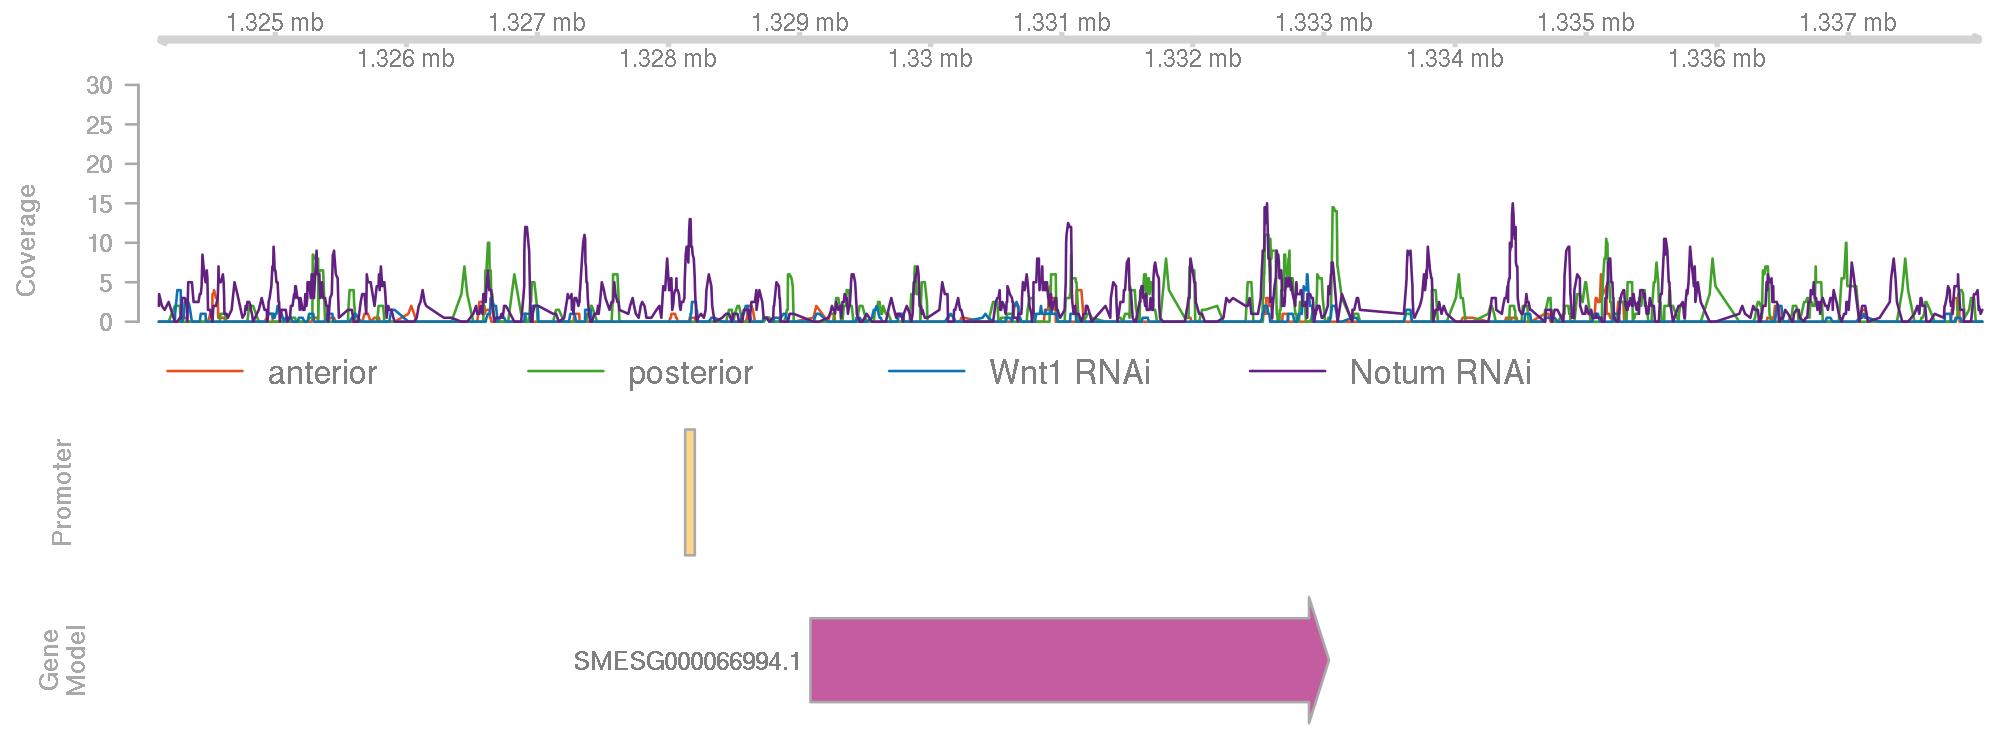 1.325 mb 1.327 mb 1.329 mb 1.331 mb 1.333 mb 1.335 mb 1.337 mb
1.326 mb 1.328 mb 1.33 mb 1.332 mb 1.334 mb 1.336 mb
30
25
20
15
10
5
0
Coverage
anterior posterior Wnt1 RNAi Notum RNAi
Promoter
SMESG000066994.1
Gene
Model